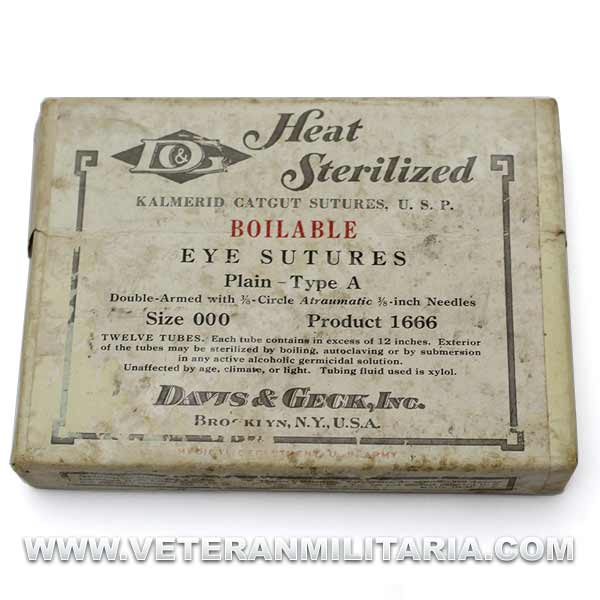 D&G Heat
Sterilized
KALMERID CATGUT SUTURES, U. S. P.
BOILABLE
EYE SUTURES
Plain - Type A
Double-Armed with ⅜-Circle Atraumatic ⅜-inch Needles
Size 000 Product 1666
TWELVE TUBES. Each tube contains in excess of 12 inches. Exterior
of the tubes may be sterilized by boiling, autoclaving or by submersion
in any active alcoholic germicidal solution.
Unaffected by age, climate, or light. Tubing fluid used is xylol.
DAVIS & GECK, INC.
BROOKLYN, N.Y., U.S.A.
MEDICAL DEPARTMENT, U. S. ARMY
WWW.VETERANMILITARIA.COM